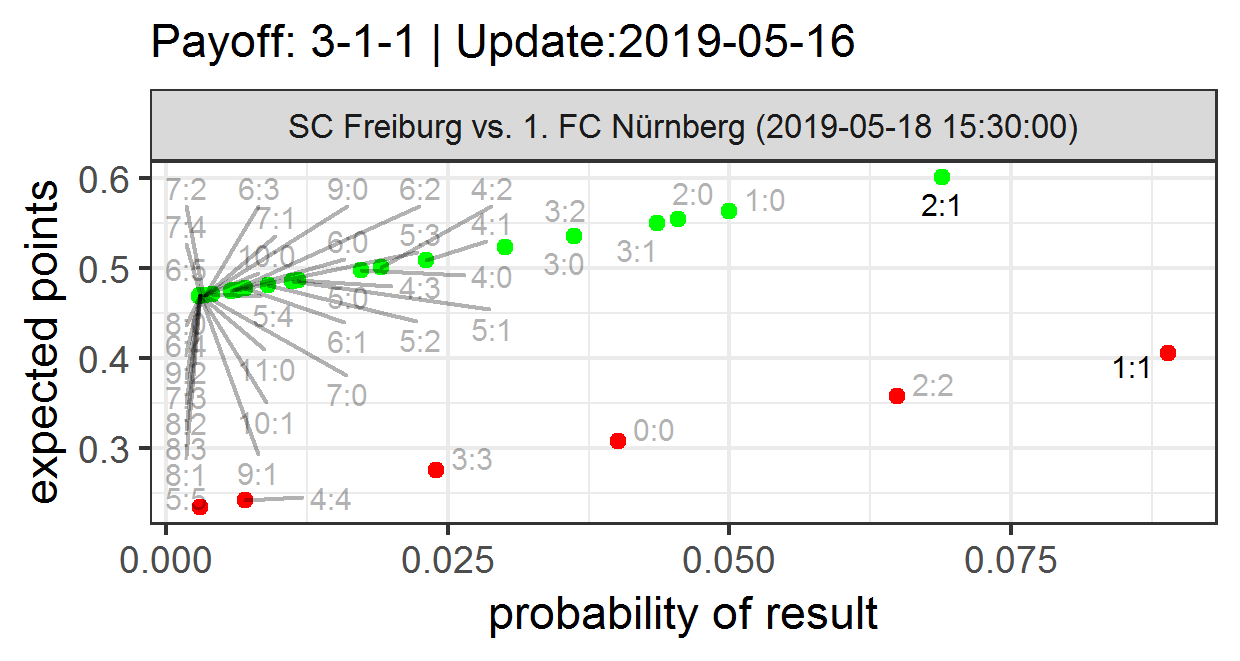 Payoff: 3-1-1 | Update:2019-05-16
SC Freiburg vs. 1. FC Nürnberg (2019-05-18 15:30:00)
expected points
0.6
0.5
0.4
0.3
7:2 6:3 9:0 6:2 4:2 2:0 1:0
7:4 7:1 6:0 5:3 4:1 3:2 2:1
6:5 10:0 5:0 4:3 4:0 3:0 3:1
8:0 5:4 6:1 5:2 5:1
6:4 11:0 1:1
9:2 2:2
7:3 7:0
8:2 10:1 0:0
8:3 3:3
8:1 9:1
5:5 4:4
0.000 0.025 0.050 0.075
probability of result